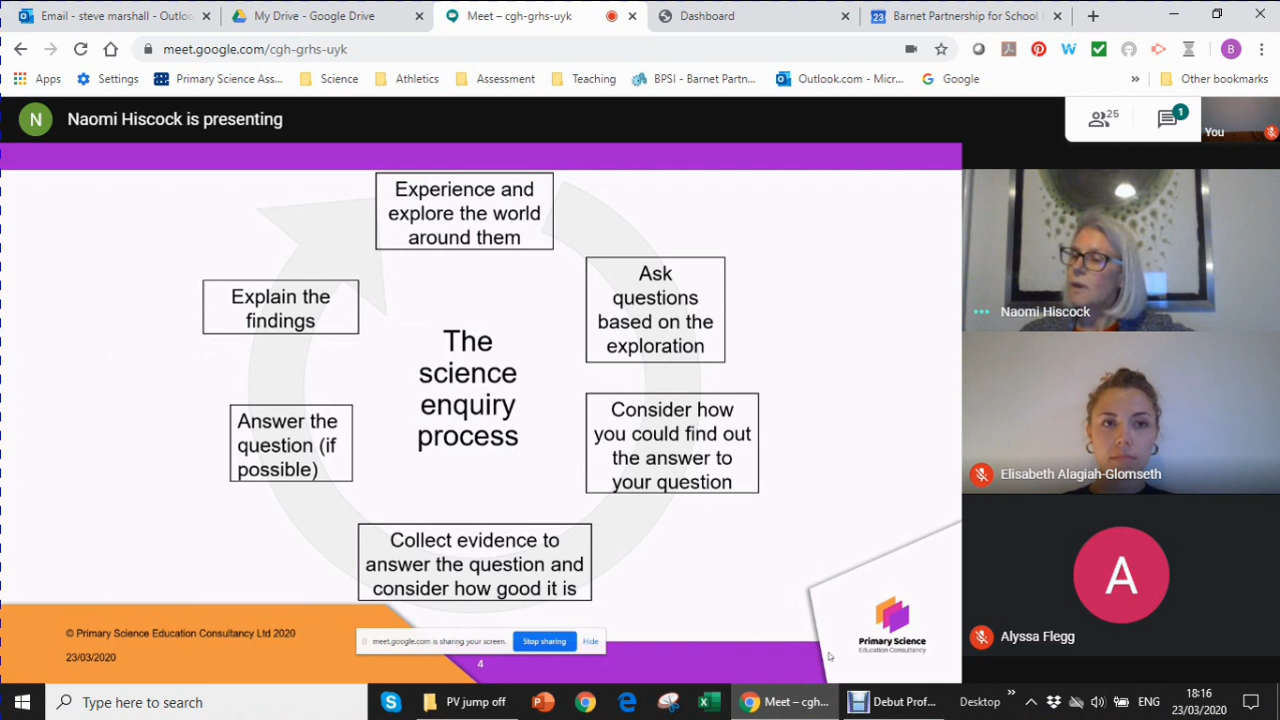 Email - steve marshall - Outloo
My Drive - Google Drive
Meet – cgh-grhs-uyk
Dashboard
23
Barnet Partnership for School I
meet.google.com/cgh-grhs-uyk
B
Apps
Settings
Primary Science Ass...
Science
Athletics
Assessment
Teaching
BPSI - Barnet Partn...
Outlook.com - Micr...
Google
»
Other bookmarks
N
Naomi Hiscock is presenting
25
1
You
Experience and
explore the world
around them
Ask
questions
based on the
exploration
Consider how
you could find out
the answer to
your question
Collect evidence to
answer the question and
consider how good it is
Answer the
question (if
possible)
Explain the
findings
The
science
enquiry
process
Naomi Hiscock
Elisabeth Alagiah-Glomseth
A
Alyssa Flegg
© Primary Science Education Consultancy Ltd 2020
23/03/2020
meet.google.com is sharing your screen.
Stop sharing
Hide
4
Primary Science
Education Consultancy
Type here to search
PV jump off
Meet – cgh-...
Debut Prof...
Desktop
»
ENG
18:16
23/03/2020